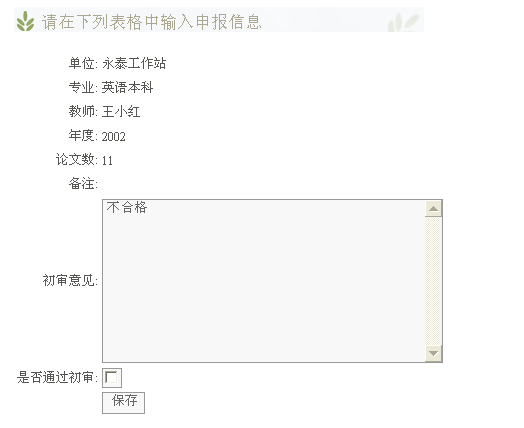 请在下列表格中输入申报信息
单位: 永泰工作站
专业: 英语本科
教师: 王小红
年度: 2002
论文数: 11
备注:
初审意见: 不合格
是否通过初审:
保存